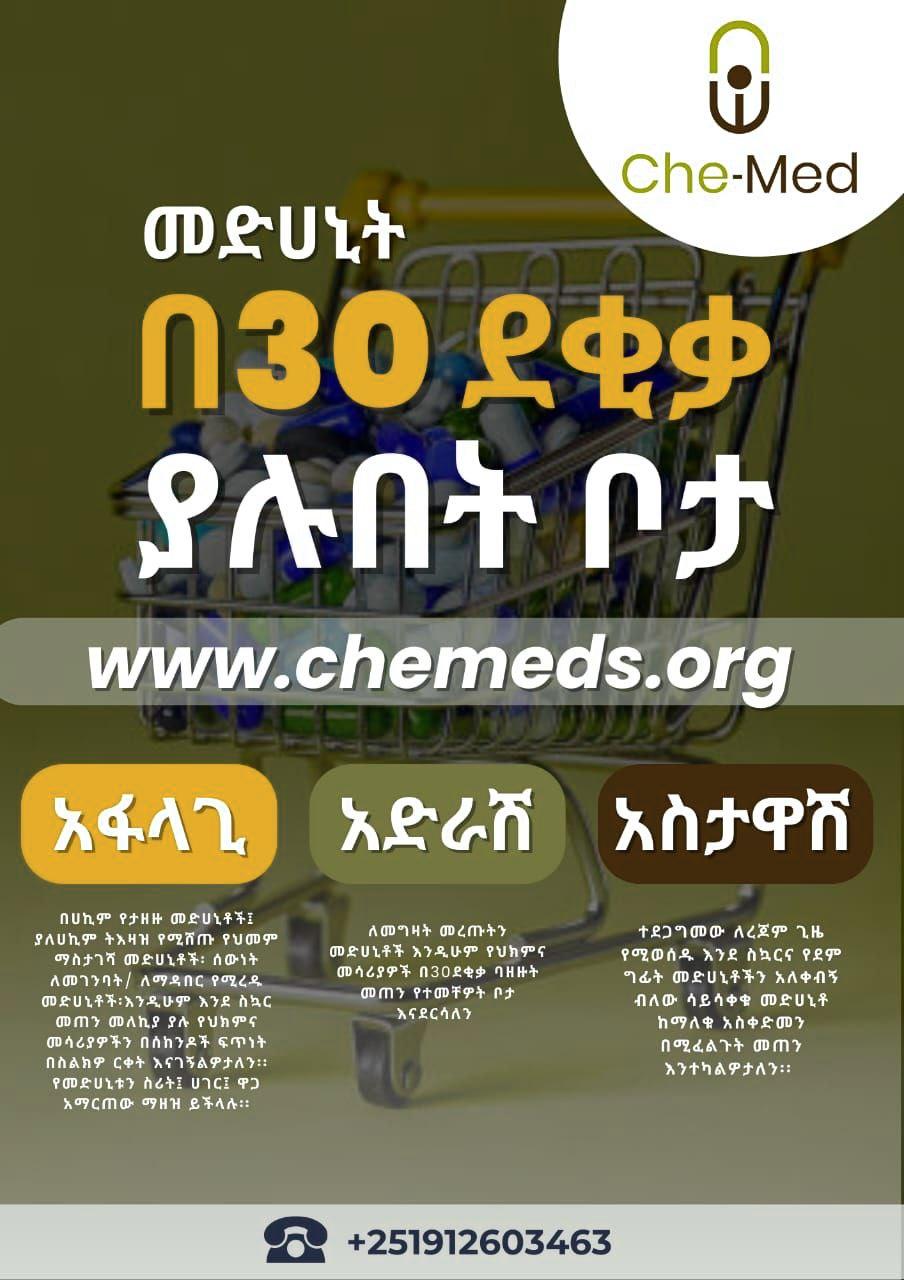 Che-Med
መድሀኒት
በ30 ደቂቃ
ያሉበት ቦታ
www.chemeds.org
አፋላጊ
አድራሽ
አስታዋሽ
በሀኪም የታዘዙ መድሀኒቶች፤
ያለሀኪም ትእዛዝ የሚሸጡ የህመም
ማስታገሻ መድሀኒቶች፡ ሰውነት
ለመገንባት/ ለማዳበር የሚረዱ
መድሀኒቶች፡እንዲሁም እንደ ስኳር
መጠን መለኪያ ያሉ የህክምና
መሳሪያዎችን በሰከንዶች ፍጥነት
በስልክዎ ርቀት እናገኝልዎታለን።
የመድሀኒቱን ስሪት፤ ሀገር፤ ዋጋ
አማርጠው ማዘዝ ይችላሉ።
ለመግዛት መረጡትን
መድሀኒቶች እንዲሁም የህክምና
መሳሪያዎች በ30ደቂቃ ባዘዙት
መጠን የተመቸዎት ቦታ
እናደርሳለን
ተደጋግመው ለረጆም ጊዜ
የሚወሰዱ እንደ ስኳርና የደም
ግፊት መድሀኒቶችን አለቀብኝ
ብለው ሳይሳቀቁ መድሀኒቶ
ከማለቁ አስቀድመን
በሚፈልጉት መጠን
እንተካልዎታለን።
+251912603463